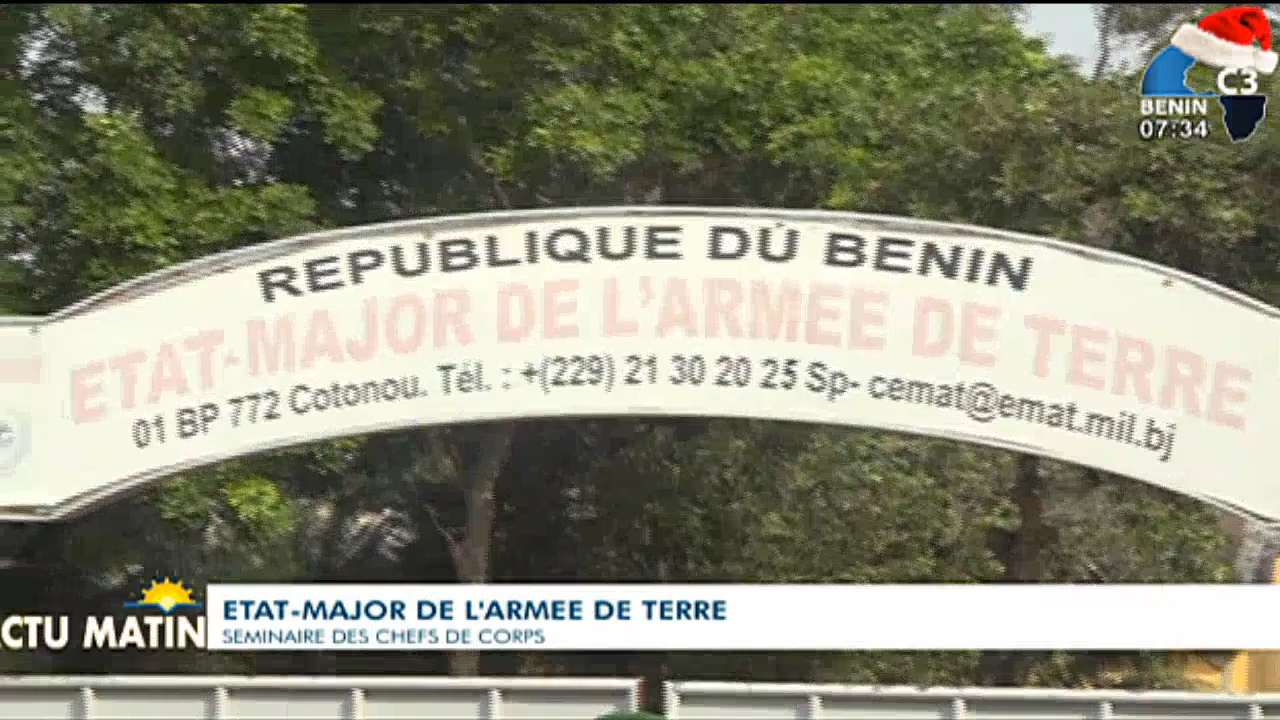 C3
BENIN
07:34
REPUBLIQUE DU BENIN
ETAT-MAJOR DE L'ARMEE DE TERRE
01 BP 772 Cotonou. Tél. : +(229) 21 30 20 25 Sp- cemat@emat.mil.bj
CTU MATIN
ETAT-MAJOR DE L'ARMEE DE TERRE
SEMINAIRE DES CHEFS DE CORPS